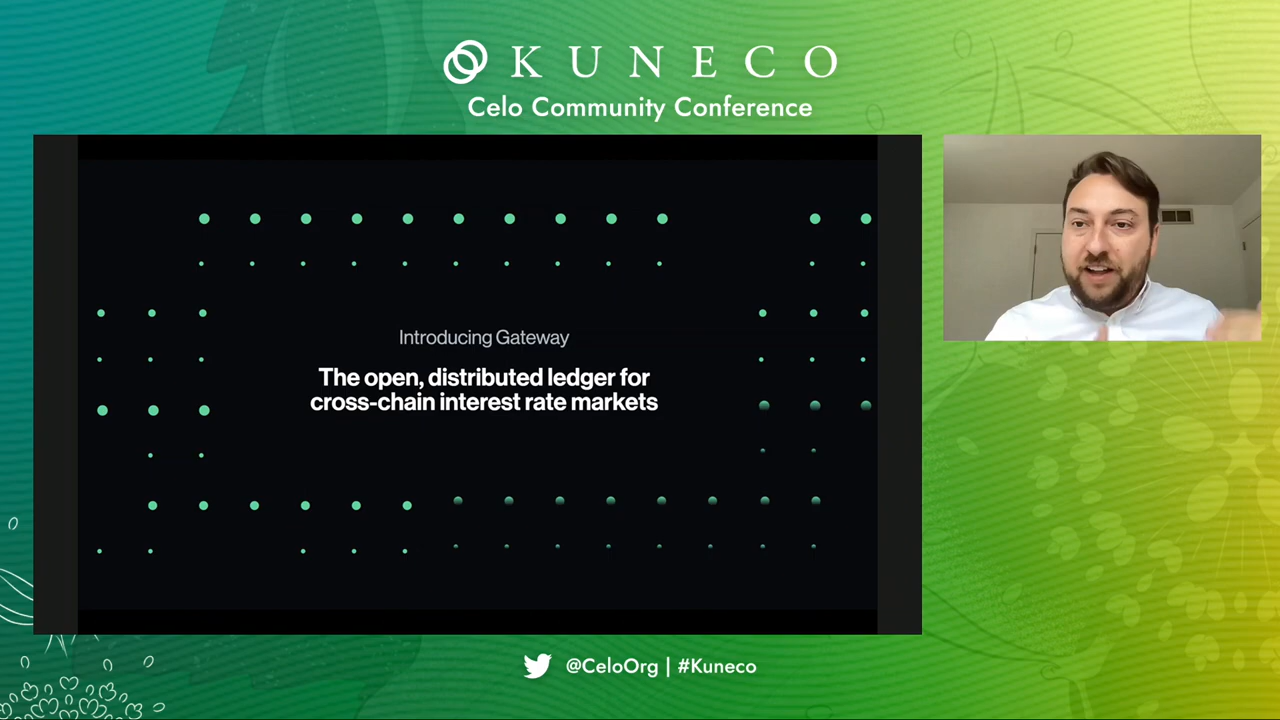 KUNECO
Celo Community Conference
Introducing Gateway
The open, distributed ledger for
cross-chain interest rate markets
@CeloOrg | #Kuneco